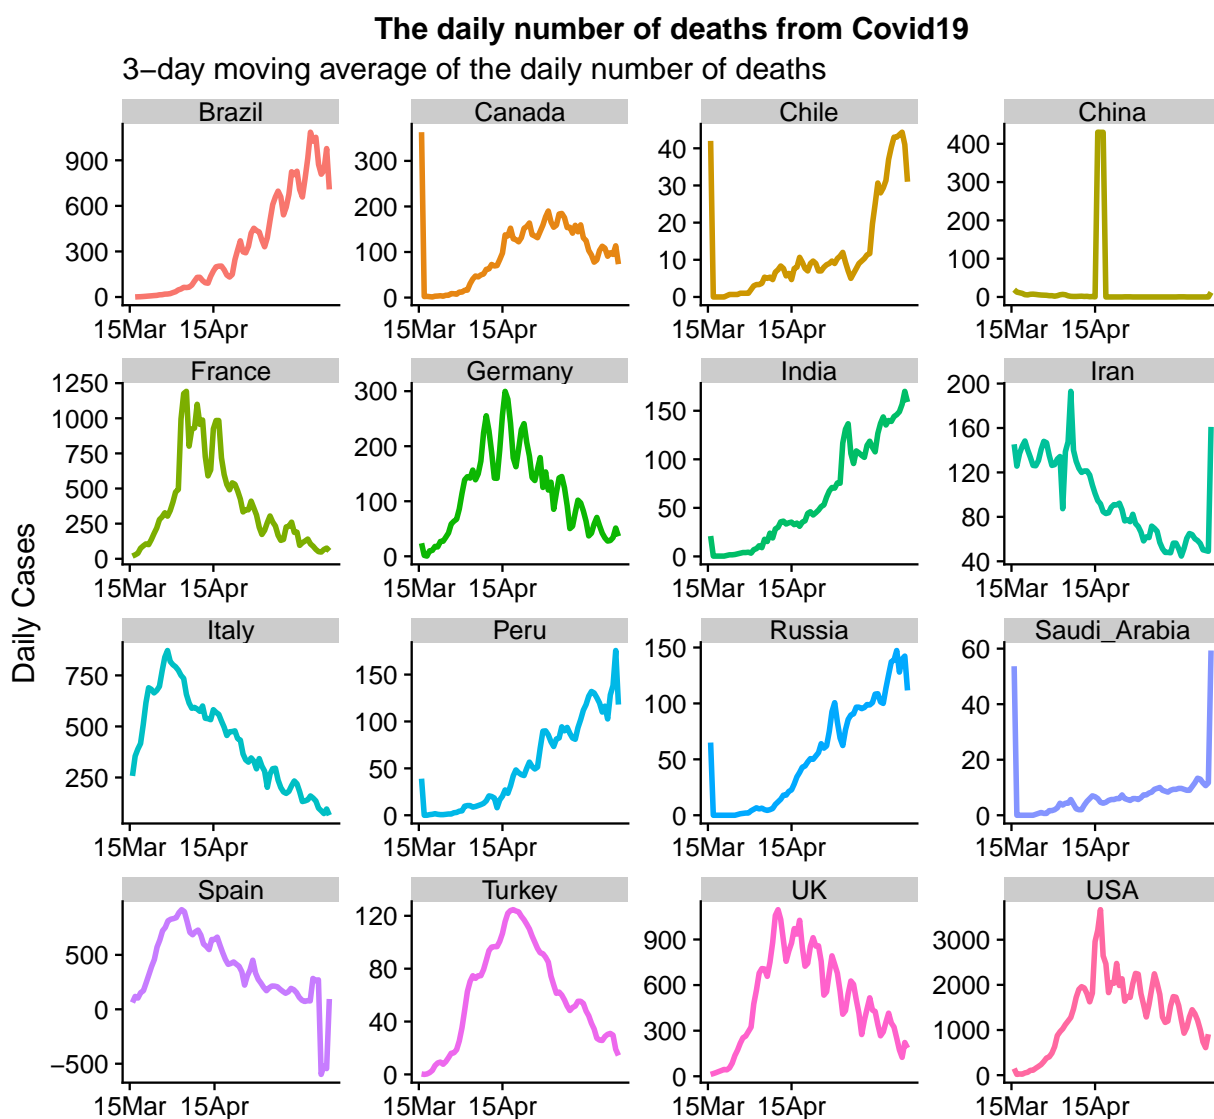 The daily number of deaths from Covid19
3−day moving average of the daily number of deaths
Daily Cases
Brazil Canada Chile China
900 300 40 400
600 200 30 300
300 100 20 200
0 0 10 100
0 0
15Mar 15Apr 15Mar 15Apr 15Mar 15Apr 15Mar 15Apr
France Germany India Iran
1250 300 150 200
1000 200 100 160
750 100 50 120
500 0 0 80
250 40
0
15Mar 15Apr 15Mar 15Apr 15Mar 15Apr 15Mar 15Apr
Italy Peru Russia Saudi_Arabia
750 150 150 60
500 100 100 40
250 50 50 20
0 0 0
15Mar 15Apr 15Mar 15Apr 15Mar 15Apr 15Mar 15Apr
Spain Turkey UK USA
500 120 900 3000
0 80 600 2000
−500 40 300 1000
0 0 0
15Mar 15Apr 15Mar 15Apr 15Mar 15Apr 15Mar 15Apr